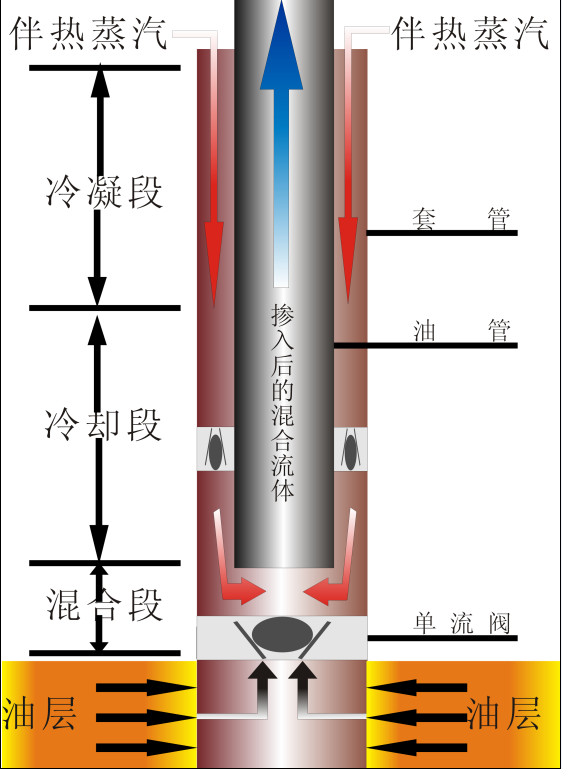 伴热蒸汽
伴热蒸汽
冷凝段
套 管
掺入后的混合流体
油 管
冷却段
混合段
单 流 阀
油层
油层